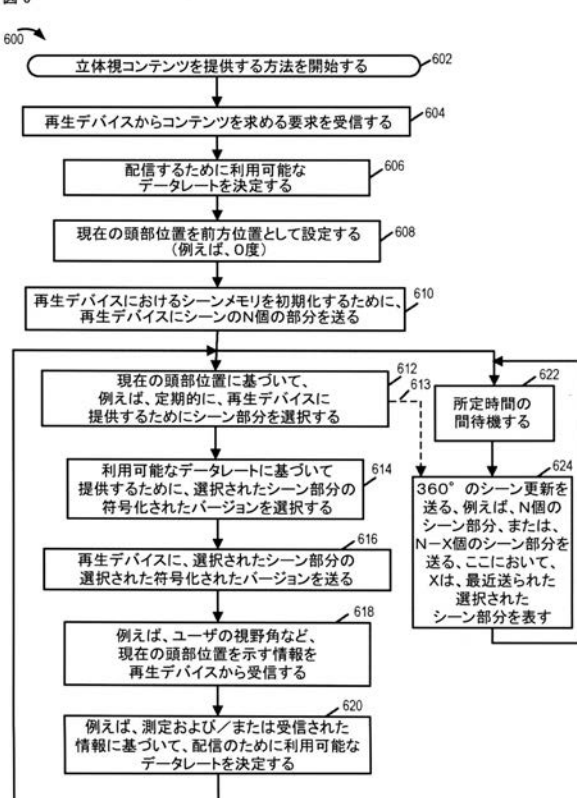 図6
600
立体視コンテンツを提供する方法を開始する
602
再生デバイスからコンテンツを求める要求を受信する
604
配信するために利用可能な
データレートを決定する
606
現在の頭部位置を前方位置として設定する
(例えば、0度)
608
再生デバイスにおけるシーンメモリを初期化するために、
再生デバイスにシーンのN個の部分を送る
610
現在の頭部位置に基づいて、
例えば、定期的に、再生デバイスに
提供するためにシーン部分を選択する
612
613
利用可能なデータレートに基づいて
提供するために、選択されたシーン部分の
符号化されたバージョンを選択する
614
再生デバイスに、選択されたシーン部分の
選択された符号化されたバージョンを送る
616
例えば、ユーザの視野角など、
現在の頭部位置を示す情報を
再生デバイスから受信する
618
例えば、測定および/または受信された
情報に基づいて、配信のために利用可能な
データレートを決定する
620
所定時間の
間待機する
622
360°のシーン更新を
送る、例えば、N個の
シーン部分、または、
N-X個のシーン部分を
送る、ここにおいて、
Xは、最近送られた
選択された
シーン部分を表す
624